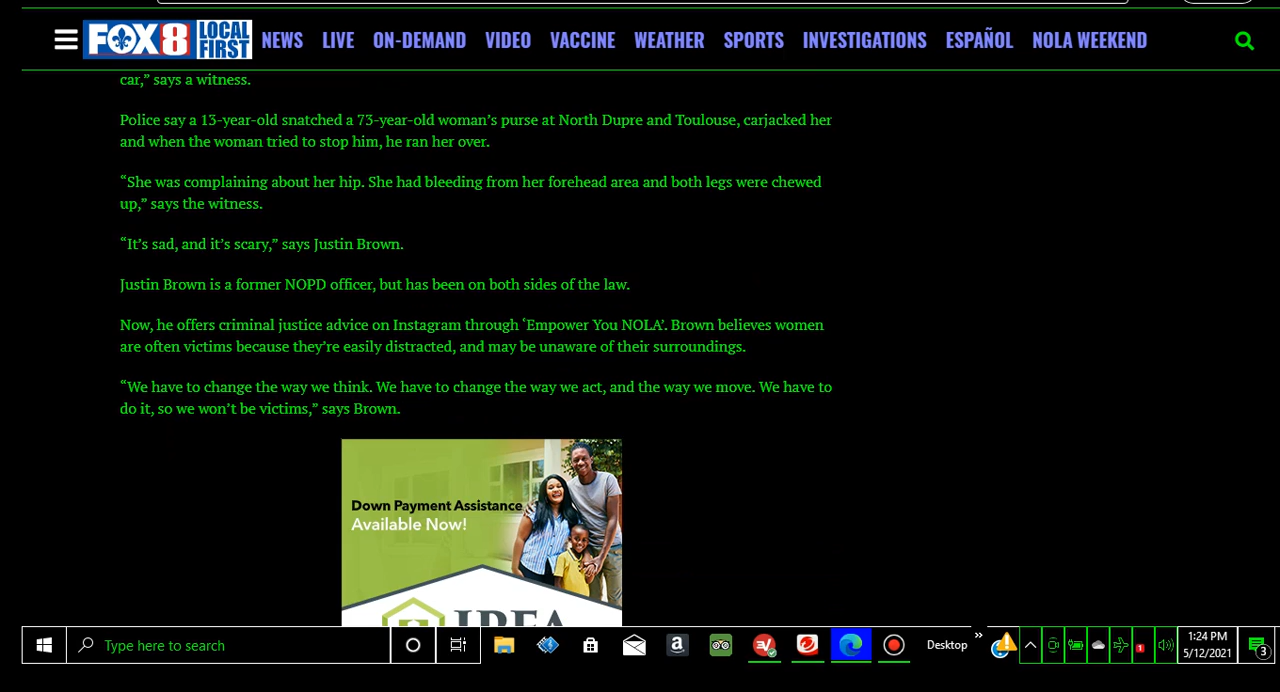 FOX 8 LOCAL FIRST NEWS LIVE ON-DEMAND VIDEO VACCINE WEATHER SPORTS INVESTIGATIONS ESPAÑOL NOLA WEEKEND
car,” says a witness.
Police say a 13-year-old snatched a 73-year-old woman’s purse at North Dupre and Toulouse, carjacked her
and when the woman tried to stop him, he ran her over.
“She was complaining about her hip. She had bleeding from her forehead area and both legs were chewed
up,” says the witness.
“It’s sad, and it’s scary,” says Justin Brown.
Justin Brown is a former NOPD officer, but has been on both sides of the law.
Now, he offers criminal justice advice on Instagram through ‘Empower You NOLA’. Brown believes women
are often victims because they’re easily distracted, and may be unaware of their surroundings.
“We have to change the way we think. We have to change the way we act, and the way we move. We have to
do it, so we won’t be victims,” says Brown.
Down Payment Assistance
Available Now!
Type here to search
Desktop
1:24 PM
5/12/2021
3